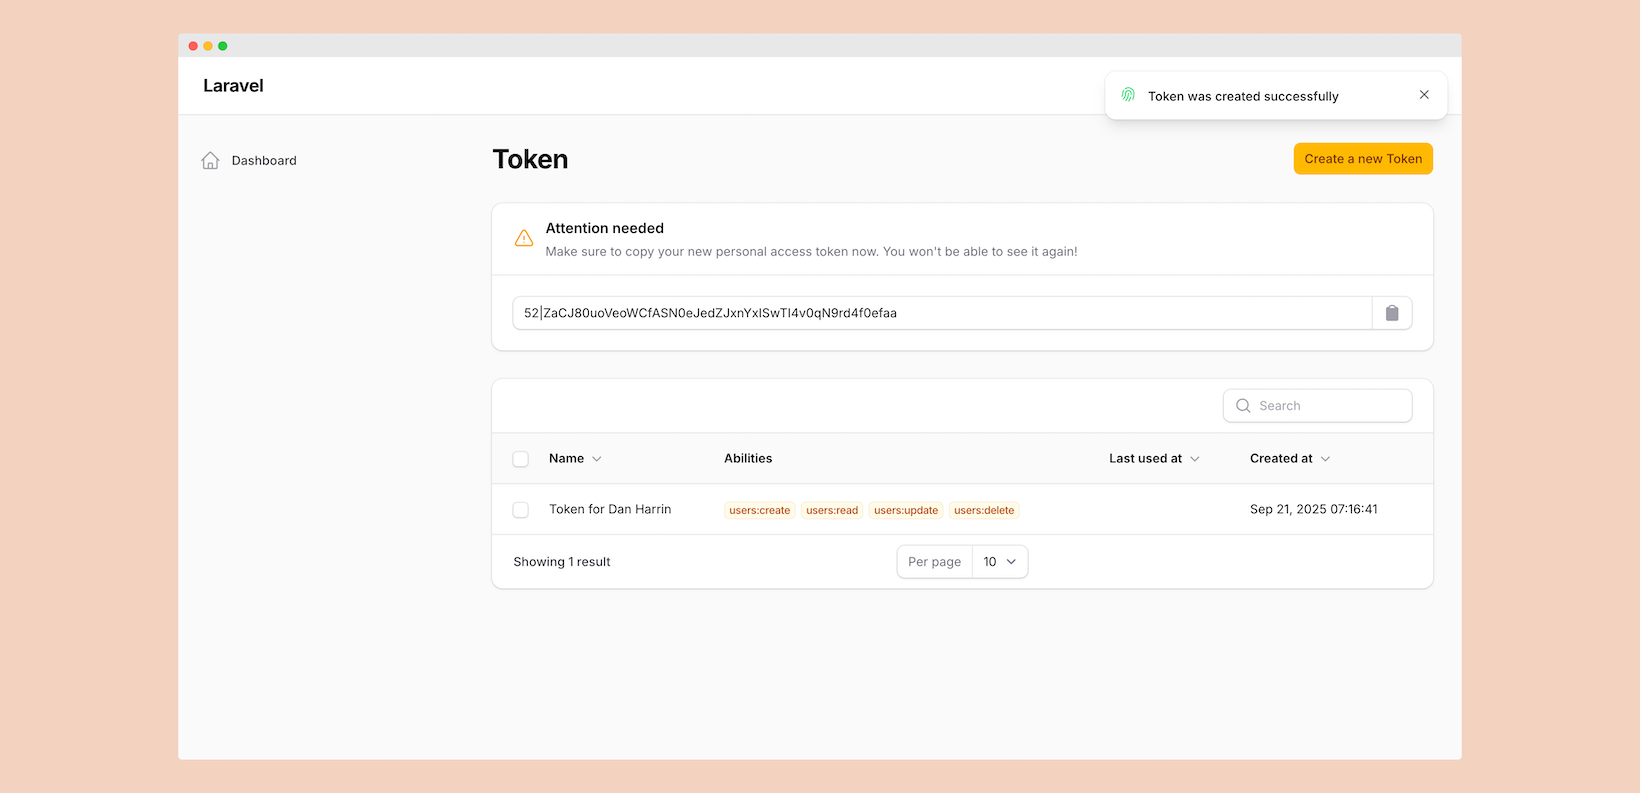 Laravel
Token was created successfully
Dashboard
Token
Create a new Token
Attention needed
Make sure to copy your new personal access token now. You won't be able to see it again!
52|ZaCJ80uoVeoWCfASN0eJedZJxnYxISwTI4v0qN9rd4f0efaa
Search
Name Abilities Last used at Created at
Token for Dan Harrin users:create users:read users:update users:delete Sep 21, 2025 07:16:41
Showing 1 result Per page 10